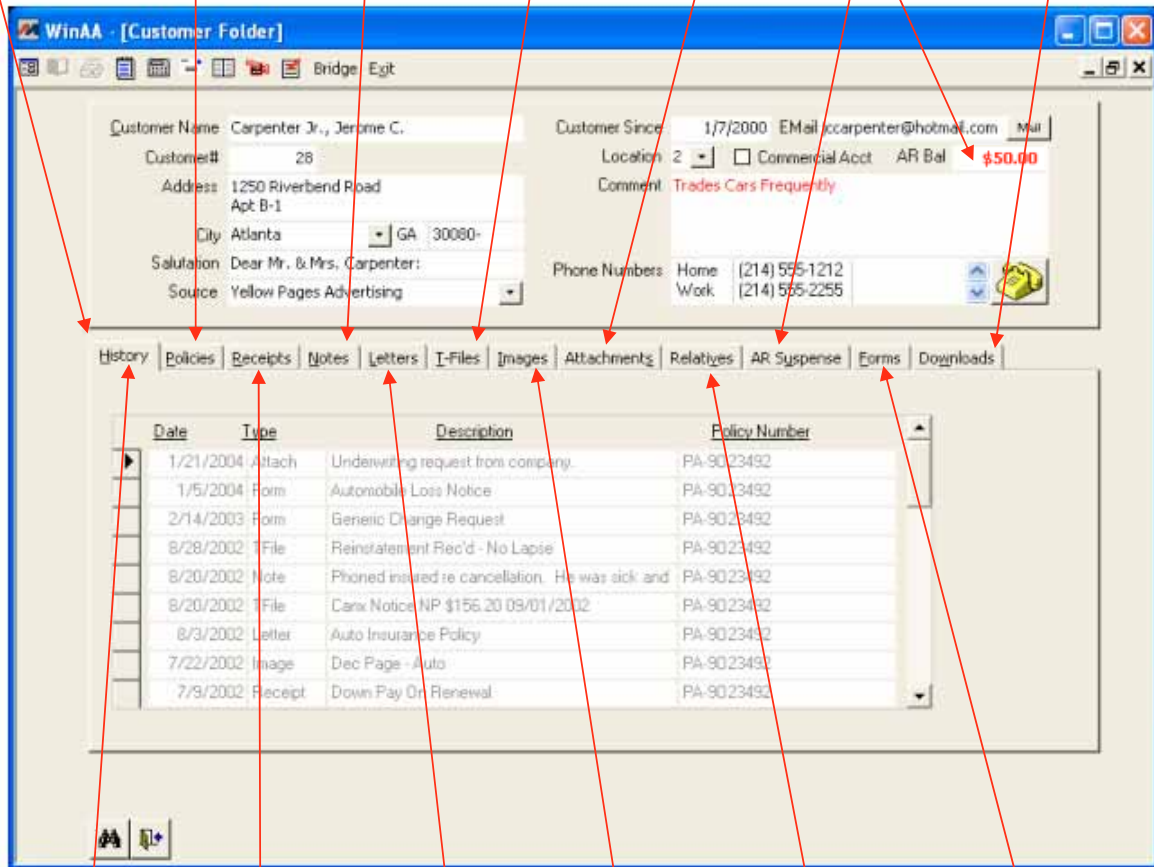 WinAA - [Customer Folder]
Bridge Exit
Customer Name Carpenter Jr., Jerome C. Customer Since 1/7/2000 EMail jccarpenter@hotmail.com Mail
Customer# 28 Location 2 Commercial Acct AR Bal $50.00
Address 1250 Riverbend Road Comment Trades Cars Frequently
Apt B-1
City Atlanta GA 30080-
Salutation Dear Mr. & Mrs. Carpenter: Phone Numbers Home (214) 555-1212
Source Yellow Pages Advertising Work (214) 555-2255
History Policies Receipts Notes Letters T-Files Images Attachments Relatives AR Suspense Forms Downloads
Date Type Description Policy Number
1/21/2004 Attach Underwriting request from company. PA-9023492
1/5/2004 Form Automobile Loss Notice PA-9023492
2/14/2003 Form Generic Change Request PA-9023492
8/28/2002 TFile Reinstatement Rec'd - No Lapse PA-9023492
8/20/2002 Note Phoned insured re cancellation. He was sick and PA-9023492
8/20/2002 TFile Canx Notice NP $156.20 09/01/2002 PA-9023492
8/3/2002 Letter Auto Insurance Policy PA-9023492
7/22/2002 Image Dec Page - Auto PA-9023492
7/9/2002 Receipt Down Pay On Renewal PA-9023492